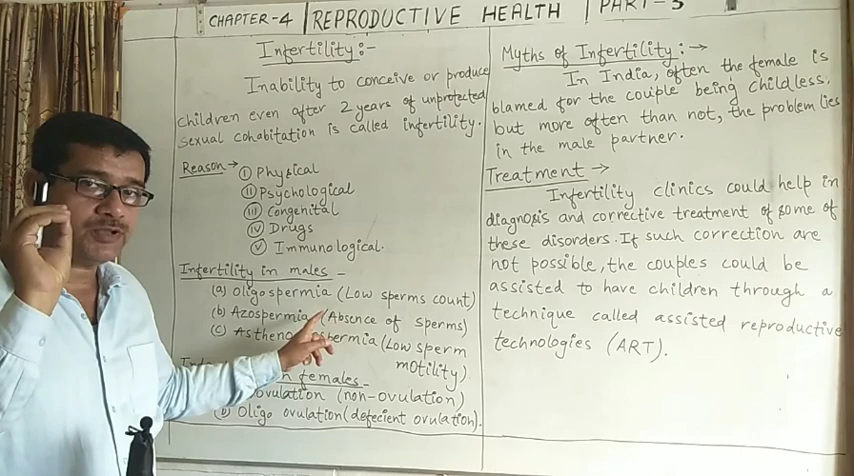 CHAPTER-4 REPRODUCTIVE HEALTH PART-5
Infertility:-
Inability to conceive or produce
children even after 2 years of unprotected
sexual cohabitation is called infertility.
Reason →
(I) Physical
(II) Psychological
(III) Congenital
(IV) Drugs
(V) Immunological.
Infertility in males -
(a) Oligospermia (Low sperms count)
(b) Azospermia (Absence of sperms)
(c) (Low sperm
motility)
females -
ovulation (non-ovulation)
(b) Oligo ovulation (defecient ovulation).
Myths of Infertility :→
In India, often the female is
blamed for the couple being childless,
but more often than not, the problem lies
in the male partner.
Treatment →
Infertility clinics could help in
diagnosis and corrective treatment of some of
these disorders. If such correction are
not possible, the couples could be
assisted to have children through a
technique called assisted reproductive
technologies (ART).